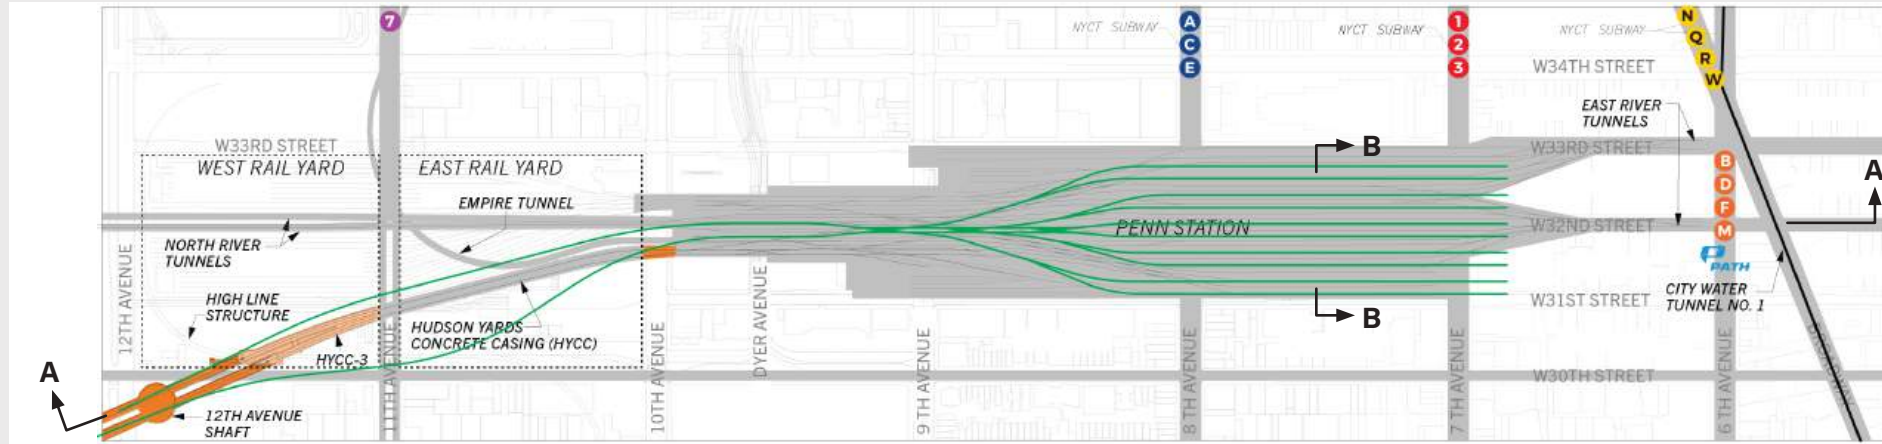 7
NYCT SUBWAY
A
C
E
NYCT SUBWAY
1
2
3
NYCT SUBWAY
N
Q
R
W
W34TH STREET
EAST RIVER
TUNNELS
W33RD STREET
WEST RAIL YARD
EAST RAIL YARD
B
W33RD STREET
B
D
F
M
A
EMPIRE TUNNEL
PENN STATION
W32ND STREET
NORTH RIVER
TUNNELS
PATH
12TH AVENUE
HIGH LINE
STRUCTURE
HUDSON YARDS
CONCRETE CASING (HYCC)
HYCC-3
11TH AVENUE
10TH AVENUE
DYER AVENUE
9 TH AVENUE
8 TH AVENUE
B
7 TH AVENUE
W31ST STREET
CITY WATER
TUNNEL NO. 1
6 TH AVENUE
W30TH STREET
A
12TH AVENUE
SHAFT